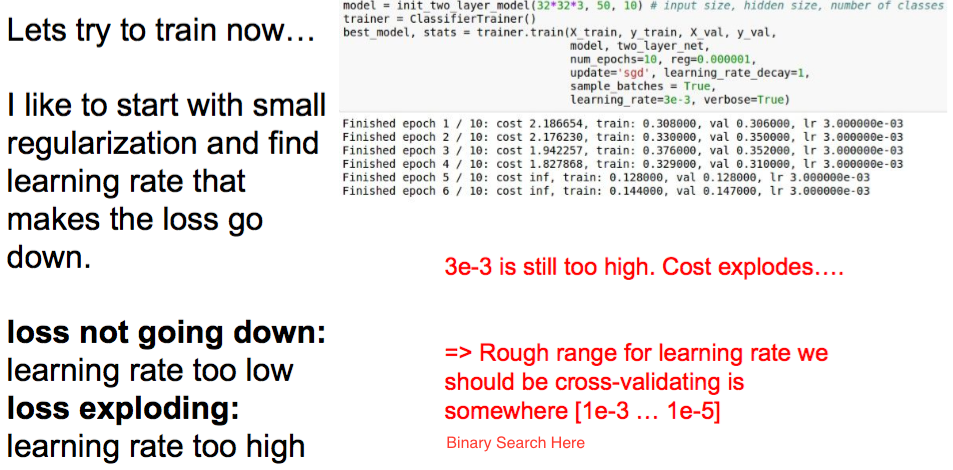 Lets try to train now…
I like to start with small
regularization and find
learning rate that
makes the loss go
down.
loss not going down:
learning rate too low
loss exploding:
learning rate too high
model = init_two_layer_model(32*32*3, 50, 10) # input size, hidden size, number of classes
trainer = ClassifierTrainer()
best_model, stats = trainer.train(X_train, y_train, X_val, y_val,
model, two_layer_net,
num_epochs=10, reg=0.000001,
update='sgd', learning_rate_decay=1,
sample_batches = True,
learning_rate=3e-3, verbose=True)
Finished epoch 1 / 10: cost 2.186654, train: 0.308000, val 0.306000, lr 3.000000e-03
Finished epoch 2 / 10: cost 2.176230, train: 0.330000, val 0.350000, lr 3.000000e-03
Finished epoch 3 / 10: cost 1.942257, train: 0.376000, val 0.352000, lr 3.000000e-03
Finished epoch 4 / 10: cost 1.827868, train: 0.329000, val 0.310000, lr 3.000000e-03
Finished epoch 5 / 10: cost inf, train: 0.128000, val 0.128000, lr 3.000000e-03
Finished epoch 6 / 10: cost inf, train: 0.144000, val 0.147000, lr 3.000000e-03
3e-3 is still too high. Cost explodes….
=> Rough range for learning rate we
should be cross-validating is
somewhere [1e-3 … 1e-5]
Binary Search Here